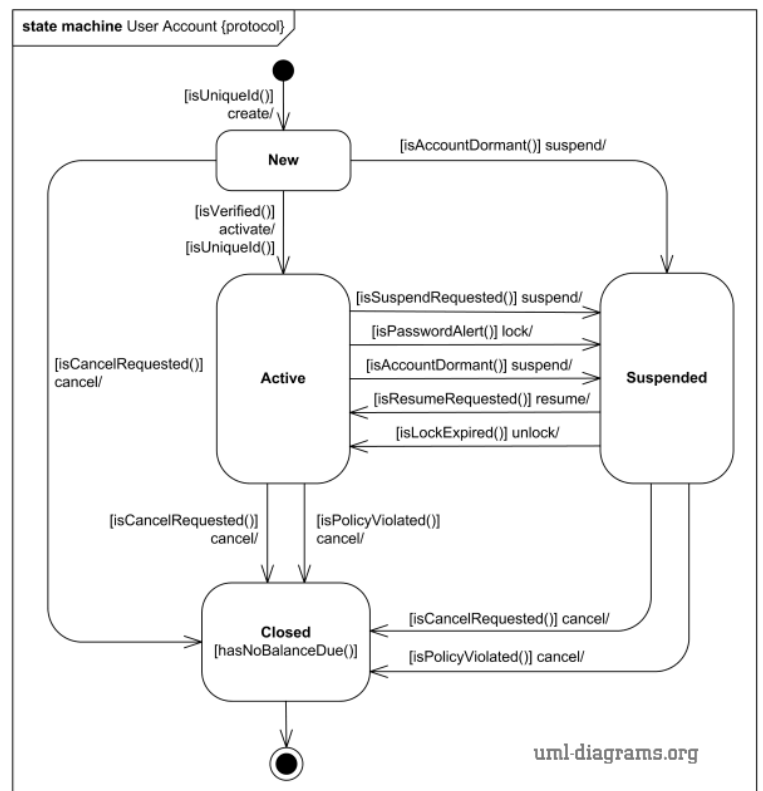 state machine User Account {protocol}
[isUniqueId()]
create/
New
[isAccountDormant()] suspend/
[isVerified()]
activate/
[isUniqueId()]
[isSuspendRequested()] suspend/
[isPasswordAlert()] lock/
[isCancelRequested()]
cancel/
Active
[isAccountDormant()] suspend/
Suspended
[isResumeRequested()] resume/
[isLockExpired()] unlock/
[isCancelRequested()]
cancel/
[isPolicyViolated()]
cancel/
Closed
[hasNoBalanceDue()]
[isCancelRequested()] cancel/
[isPolicyViolated()] cancel/
uml-diagrams.org